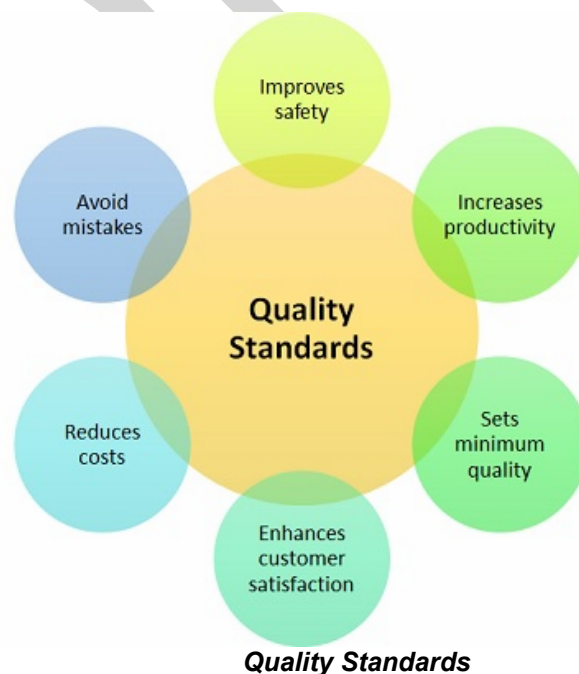 Improves
safety
Increases
productivity
Sets
minimum
quality
Enhances
customer
satisfaction
Reduces
costs
Avoid
mistakes
Quality
Standards
Quality Standards